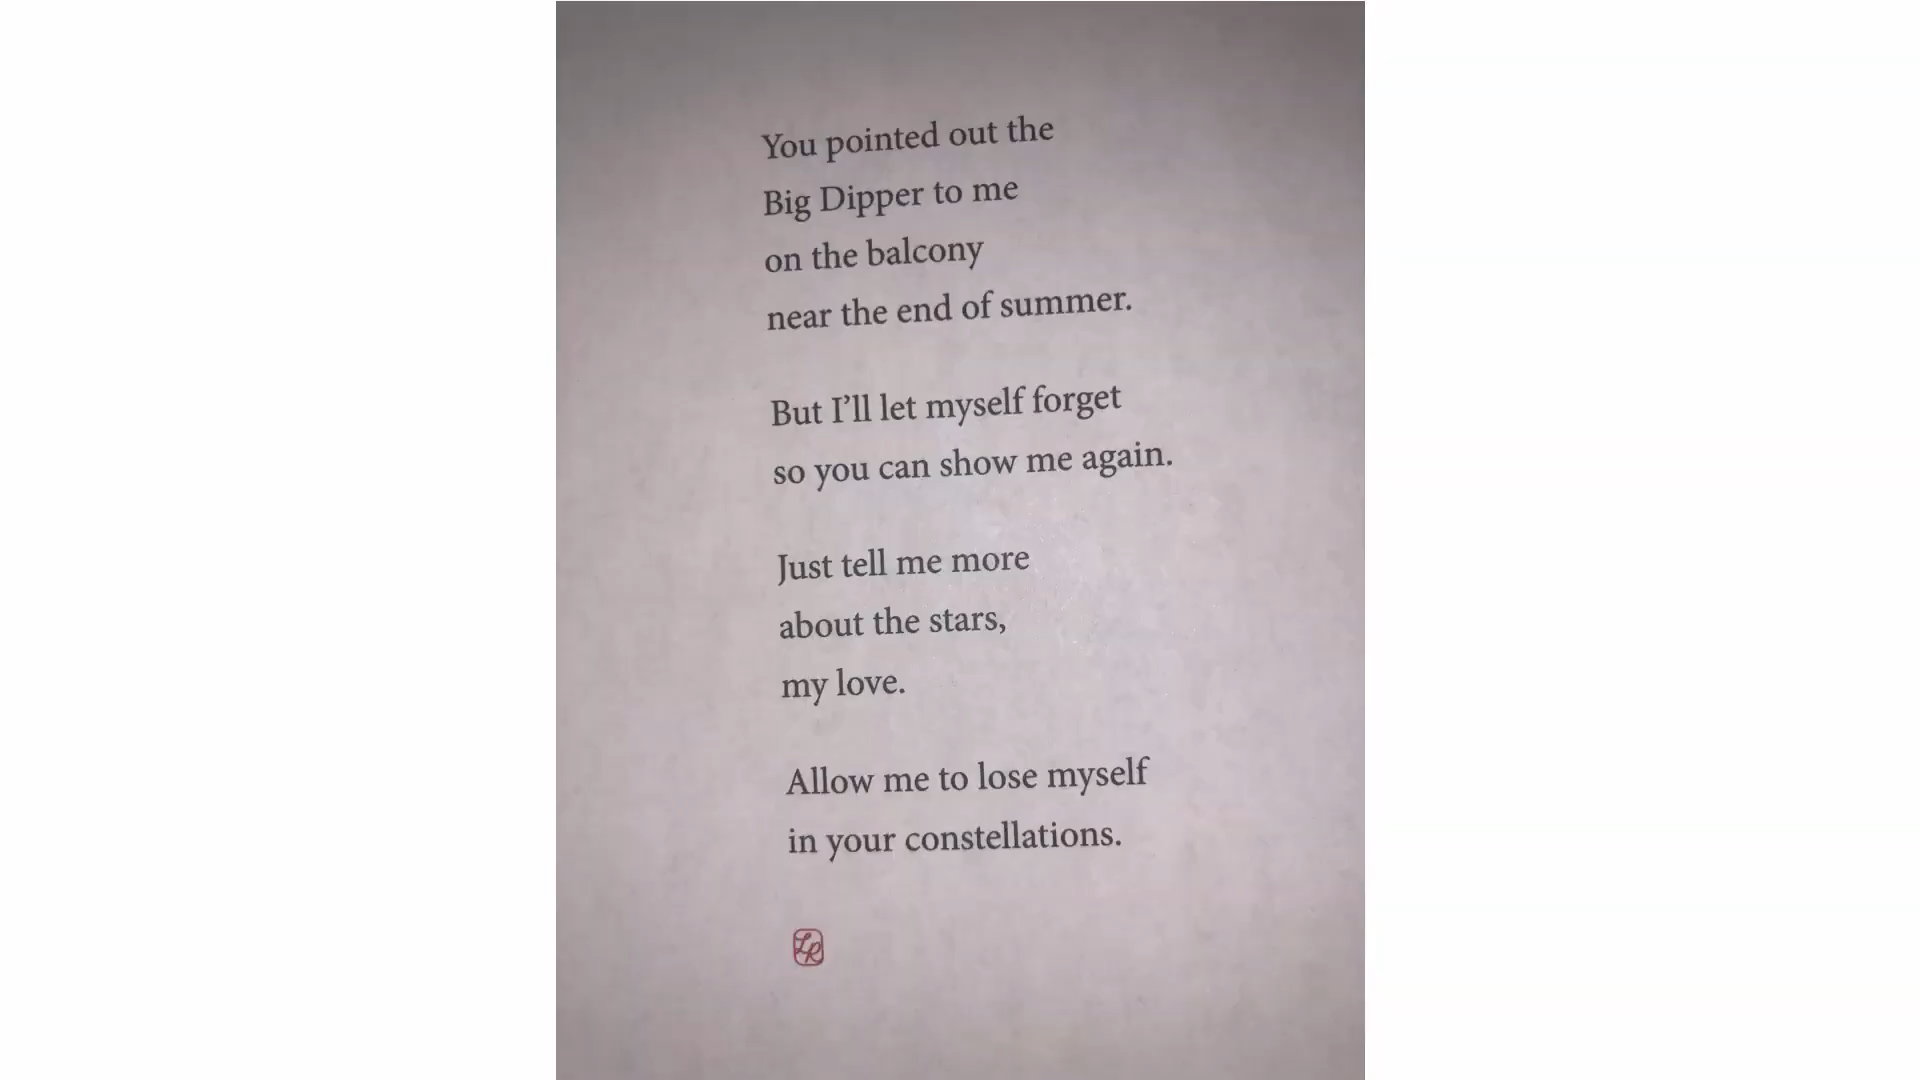 You pointed out the
Big Dipper to me
on the balcony
near the end of summer.
But I’ll let myself forget
so you can show me again.
Just tell me more
about the stars,
my love.
Allow me to lose myself
in your constellations.
LR